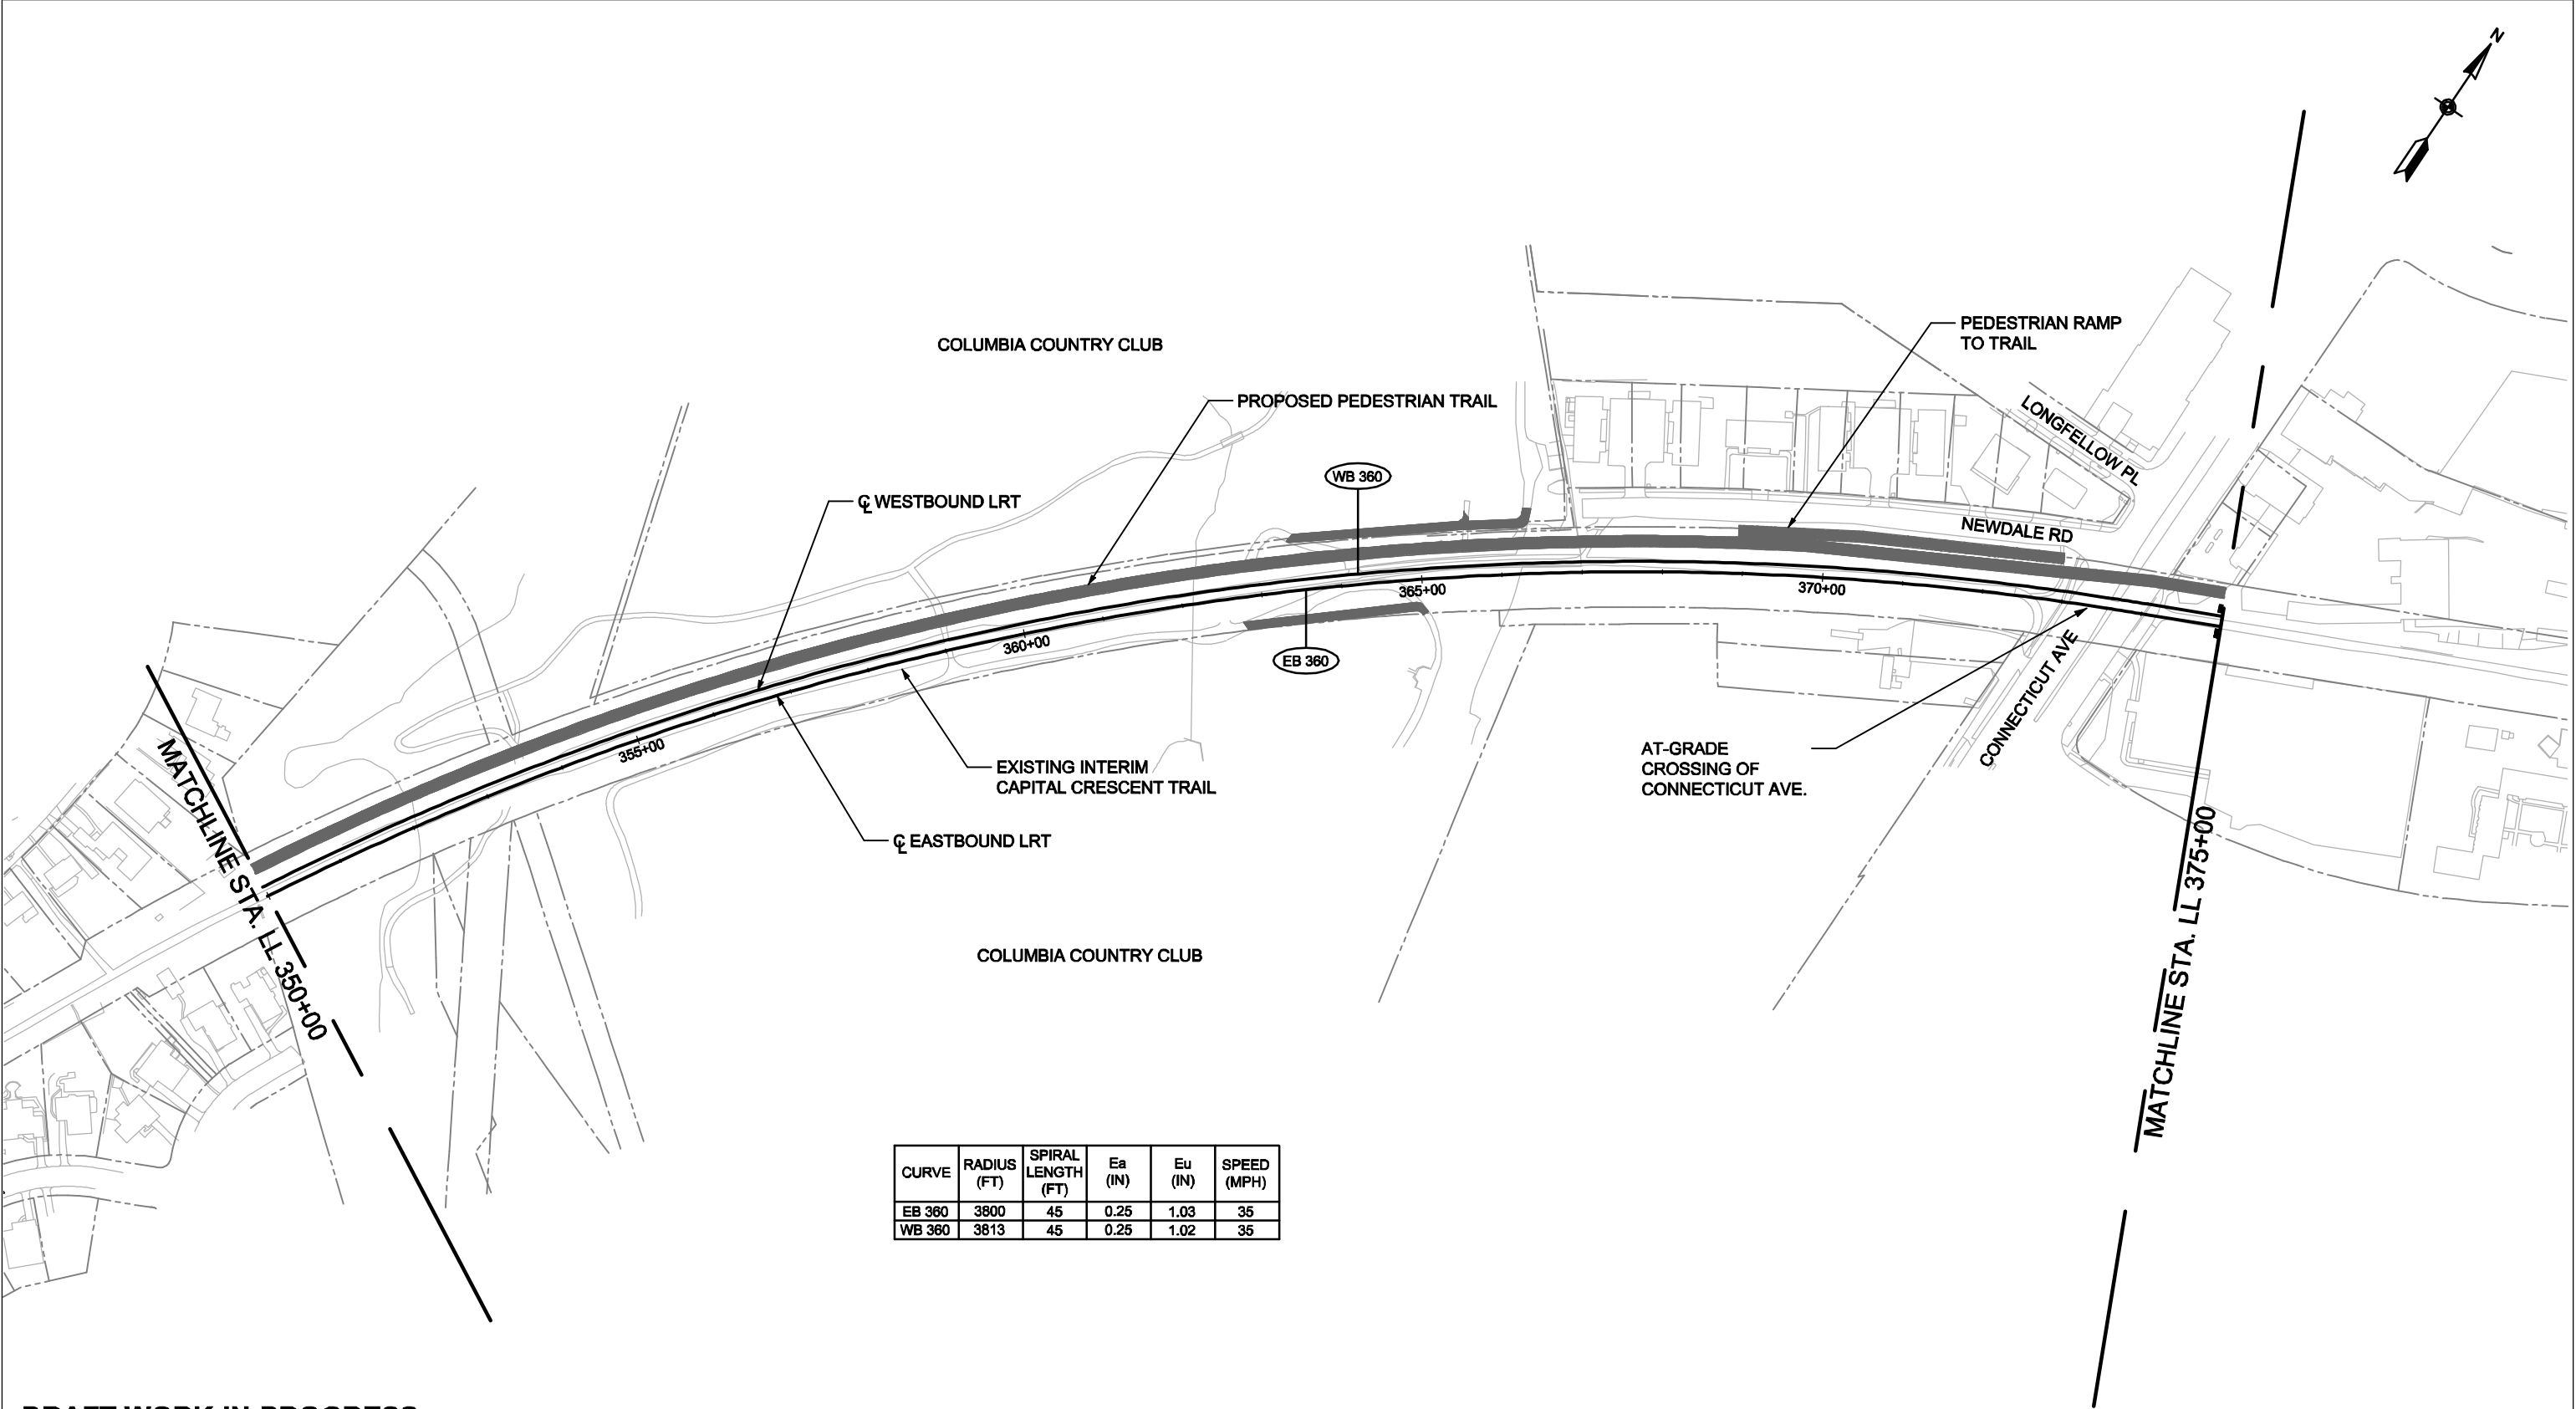 N
COLUMBIA COUNTRY CLUB
PEDESTRIAN RAMP
TO TRAIL
PROPOSED PEDESTRIAN TRAIL
LONGFELLOW PL
WB 360
℄ WESTBOUND LRT
NEWDALE RD
365+00
370+00
360+00
EB 360
CONNECTICUT AVE
355+00
AT-GRADE
CROSSING OF
CONNECTICUT AVE.
EXISTING INTERIM
CAPITAL CRESCENT TRAIL
℄ EASTBOUND LRT
MATCHLINE STA. LL 350+00
MATCHLINE STA. LL 375+00
COLUMBIA COUNTRY CLUB
CURVE RADIUS (FT) SPIRAL LENGTH (FT) Ea (IN) Eu (IN) SPEED (MPH)
EB 360 3800 45 0.25 1.03 35
WB 360 3813 45 0.25 1.02 35
DRAFT WORK IN PROGRESS